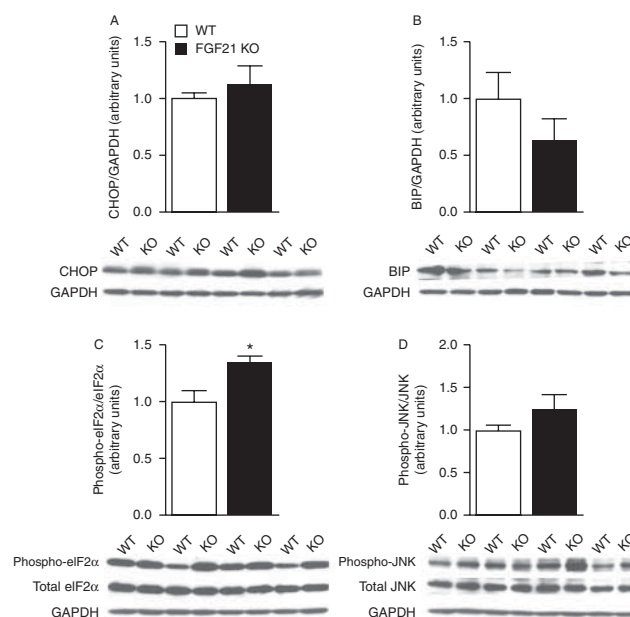 A
WT
FGF21 KO
CHOP/GAPDH (arbitrary units)
1.5
1.0
0.5
0.0
WT KO WT KO WT KO WT KO
CHOP
GAPDH
B
BIP/GAPDH (arbitrary units)
1.5
1.0
0.5
0.0
WT KO WT KO WT KO WT KO
BIP
GAPDH
C
Phospho-eIF2α/eIF2α
(arbitrary units)
1.5
1.0
0.5
0.0
*
WT KO WT KO WT KO WT KO
Phospho-eIF2α
Total eIF2α
GAPDH
D
Phospho-JNK/JNK
(arbitrary units)
2.0
1.5
1.0
0.5
0.0
WT KO WT KO WT KO WT KO
Phospho-JNK
Total JNK
GAPDH